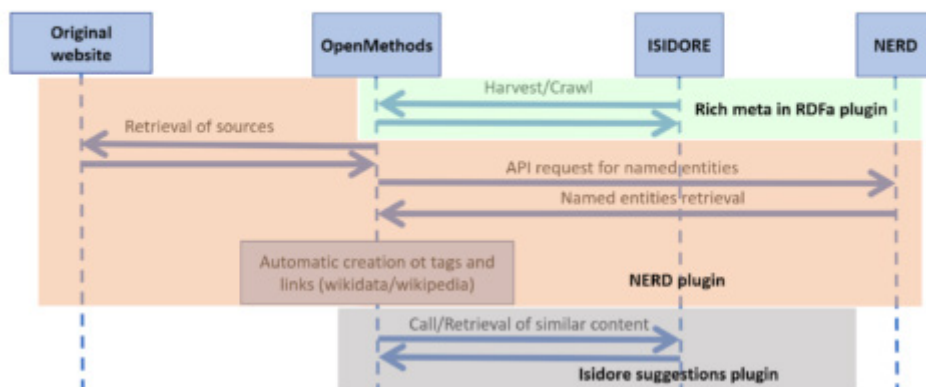 Original
website
OpenMethods
ISIDORE
NERD
Harvest/Crawl
Rich meta in RDFa plugin
Retrieval of sources
API request for named entities
Named entities retrieval
Automatic creation ot tags and
links (wikidata/wikipedia)
NERD plugin
Call/Retrieval of similar content
Isidore suggestions plugin